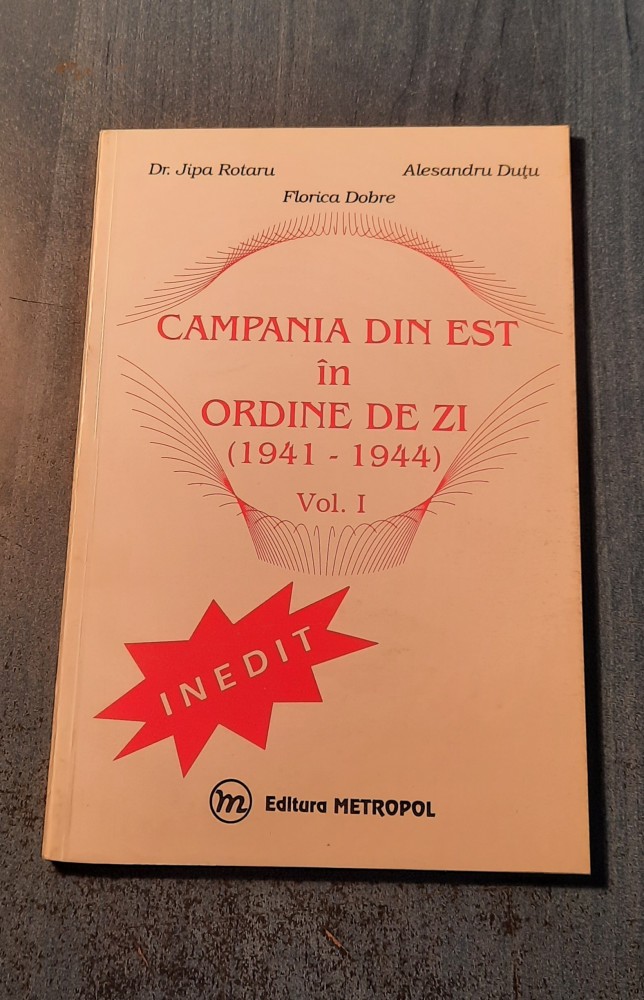 Dr. Jipa Rotaru
Alesandru Duţu
Florica Dobre
CAMPANIA DIN EST
în
ORDINE DE ZI
(1941 - 1944)
Vol. I
INEDIT
m Editura METROPOL